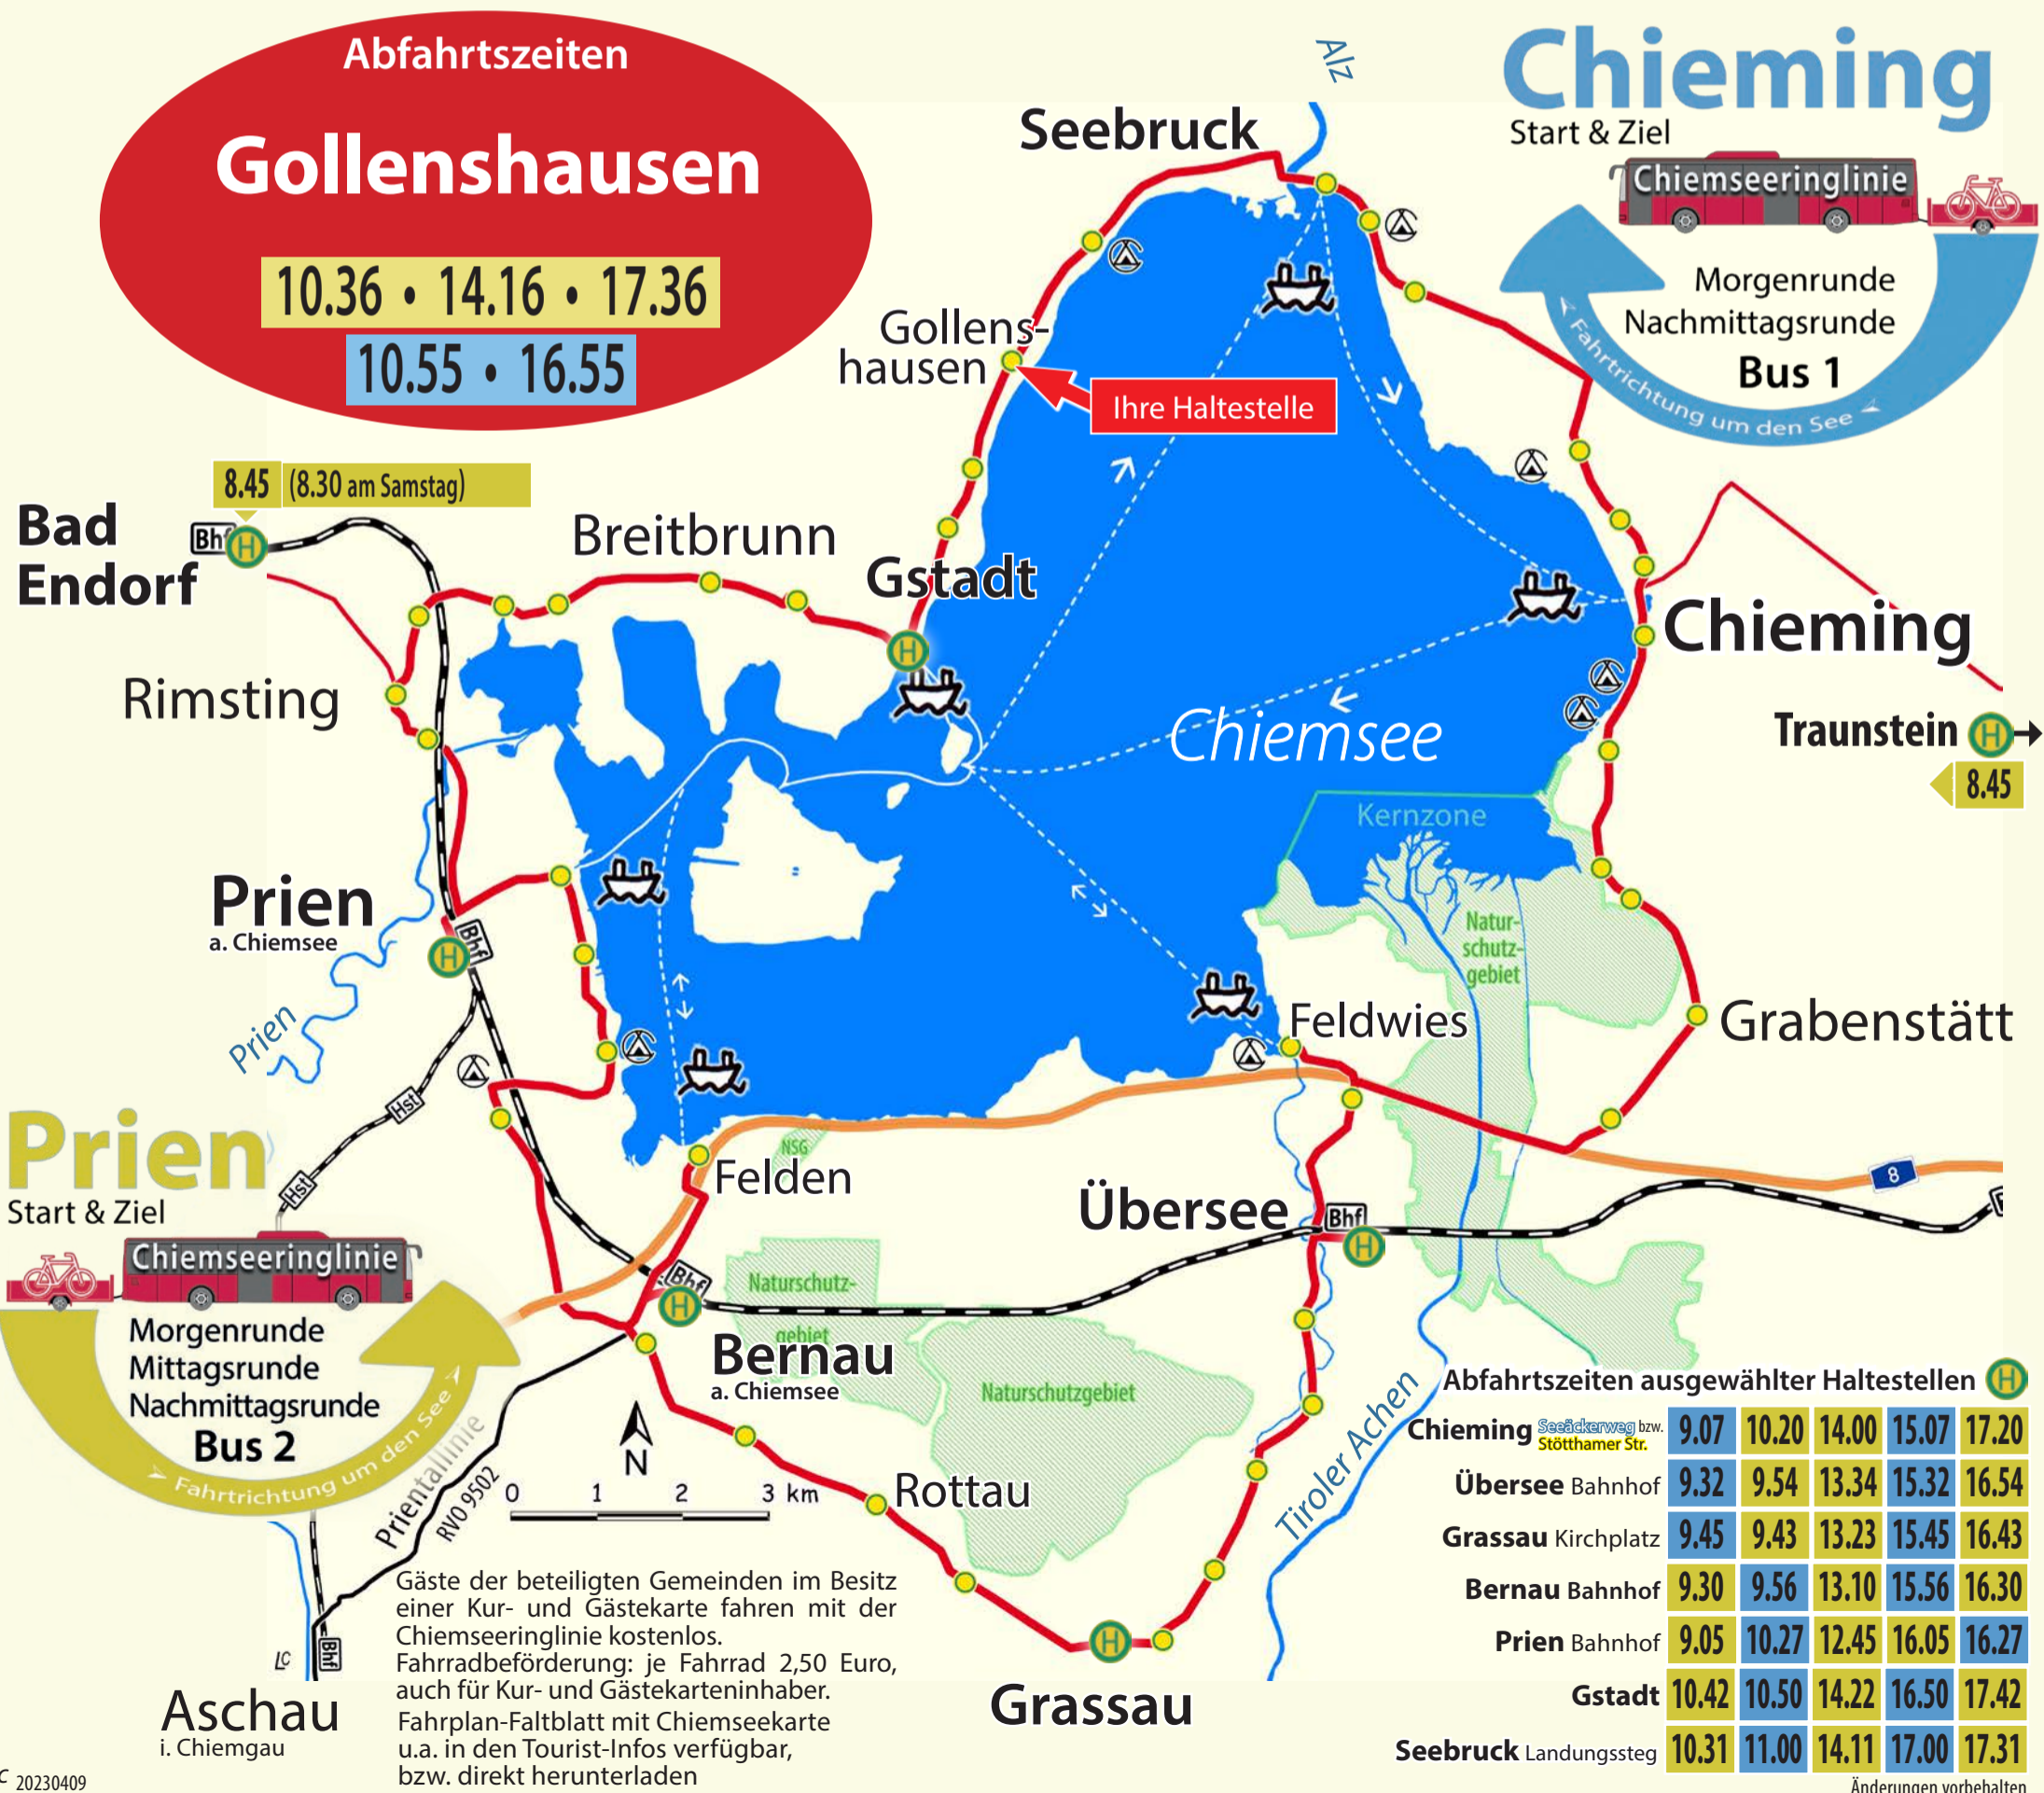 Abfahrtszeiten
Gollenshausen
10.36 • 14.16 • 17.36
10.55 • 16.55
Alz
Seebruck
Chieming
Start & Ziel
Chiemseeringlinie
Morgenrunde
Nachmittagsrunde
Bus 1
Fahrtrichtung um den See
Gollens-
hausen
Ihre Haltestelle
8.45 (8.30 am Samstag)
Bad
Endorf
Bhf
H
Breitbrunn
Gstadt
H
Rimsting
Chieming
Chiemsee
Traunstein H
8.45
Kernzone
Natur-
schutz-
gebiet
Prien
a. Chiemsee
Bhf
H
Prien
Feldwies
Grabenstätt
Hst
Hst
Prien
Start & Ziel
Chiemseeringlinie
Morgenrunde
Mittagsrunde
Nachmittagsrunde
Bus 2
Fahrtrichtung um den See
NSG
Felden
8
Übersee
Bhf
H
Bhf
H
Naturschutz-
gebiet
Bernau
a. Chiemsee
Naturschutzgebiet
Tiroler Achen
N
0 1 2 3 km
Rottau
Prientallinie
RVO 9502
H
Grassau
Bhf
LC
Aschau
i. Chiemgau
Gäste der beteiligten Gemeinden im Besitz
einer Kur- und Gästekarte fahren mit der
Chiemseeringlinie kostenlos.
Fahrradbeförderung: je Fahrrad 2,50 Euro,
auch für Kur- und Gästekarteninhaber.
Fahrplan-Faltblatt mit Chiemseekarte
u.a. in den Tourist-Infos verfügbar,
bzw. direkt herunterladen
Abfahrtszeiten ausgewählter Haltestellen H
Chieming Seeäckerweg bzw. Stötthamer Str. 9.07 10.20 14.00 15.07 17.20
Übersee Bahnhof 9.32 9.54 13.34 15.32 16.54
Grassau Kirchplatz 9.45 9.43 13.23 15.45 16.43
Bernau Bahnhof 9.30 9.56 13.10 15.56 16.30
Prien Bahnhof 9.05 10.27 12.45 16.05 16.27
Gstadt 10.42 10.50 14.22 16.50 17.42
Seebruck Landungssteg 10.31 11.00 14.11 17.00 17.31
Änderungen vorbehalten
20230409